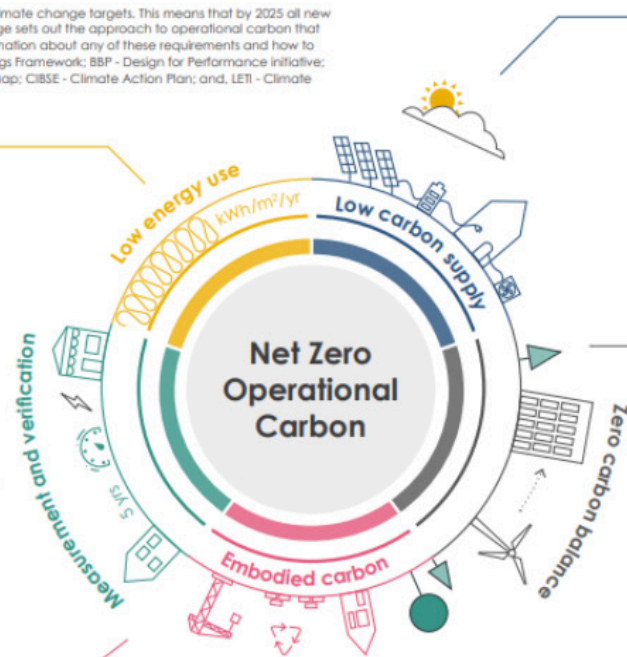 imate change targets. This means that by 2025 all new
ge sets out the approach to operational carbon that
mation about any of these requirements and how to
gs Framework; BBP - Design for Performance initiative;
ap; CIBSE - Climate Action Plan; and, LETI - Climate
Low energy use
kWh/m²/yr
Low carbon supply
Net Zero
Operational
Carbon
Measurement and verification
5 yrs
Zero carbon balance
Embodied carbon